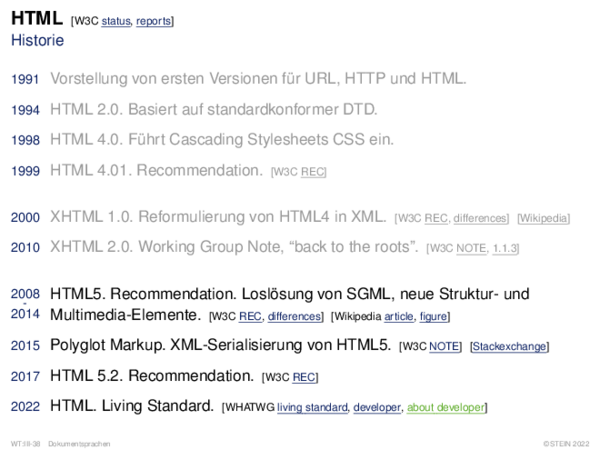 HTML [W3C status, reports]
Historie
1991 Vorstellung von ersten Versionen für URL, HTTP und HTML.
1994 HTML 2.0. Basiert auf standardkonformer DTD.
1998 HTML 4.0. Führt Cascading Stylesheets CSS ein.
1999 HTML 4.01. Recommendation. [W3C REC]
2000 XHTML 1.0. Reformulierung von HTML4 in XML. [W3C REC, differences] [Wikipedia]
2010 XHTML 2.0. Working Group Note, “back to the roots”. [W3C NOTE, 1.1.3]
2008 HTML5. Recommendation. Loslösung von SGML, neue Struktur- und
-
2014 Multimedia-Elemente. [W3C REC, differences] [Wikipedia article, figure]
2015 Polyglot Markup. XML-Serialisierung von HTML5. [W3C NOTE] [Stackexchange]
2017 HTML 5.2. Recommendation. [W3C REC]
2022 HTML. Living Standard. [WHATWG living standard, developer, about developer]
WT:III-38 Dokumentsprachen ©STEIN 2022